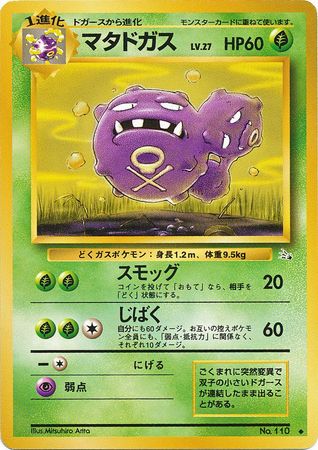 1進化
ドガースから進化
モンスターカードに重ねて使います。
マタドガス LV.27 HP60
どくガスポケモン：身長1.2m、体重9.5kg
スモッグ 20
コインを投げて「おもて」なら、相手を
「どく」状態にする。
じばく 60
自分にも60ダメージ。お互いの控えポケ
モン全員にも、「弱点・抵抗力」に関係なく、
それぞれ10ダメージ。
– にげる
弱点
ごくまれに突然変異で
双子の小さいドガース
が連結したまま出るこ
とがある。
Illus. Mitsuhiro Arita
No. 110